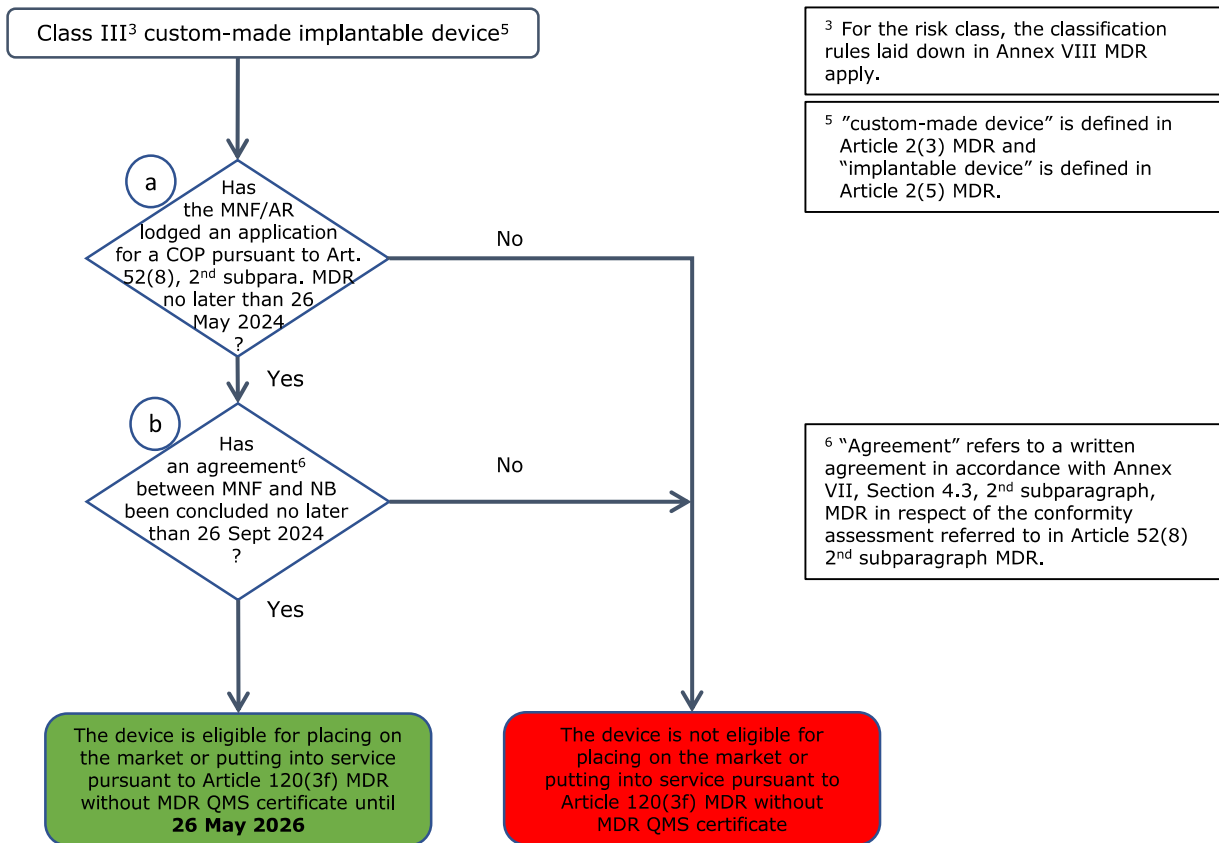 Class III³ custom-made implantable device⁵
³ For the risk class, the classification
rules laid down in Annex VIII MDR
apply.
⁵ ”custom-made device” is defined in
Article 2(3) MDR and
“implantable device” is defined in
Article 2(5) MDR.
a
Has
the MNF/AR
lodged an application
for a COP pursuant to Art.
52(8), 2ⁿᵈ subpara. MDR
no later than 26
May 2024
?
No
Yes
b
Has
an agreement⁶
between MNF and NB
been concluded no later
than 26 Sept 2024
?
No
Yes
⁶ “Agreement” refers to a written
agreement in accordance with Annex
VII, Section 4.3, 2ⁿᵈ subparagraph,
MDR in respect of the conformity
assessment referred to in Article 52(8)
2ⁿᵈ subparagraph MDR.
The device is eligible for placing on
the market or putting into service
pursuant to Article 120(3f) MDR
without MDR QMS certificate until
26 May 2026
The device is not eligible for
placing on the market or
putting into service pursuant to
Article 120(3f) MDR without
MDR QMS certificate